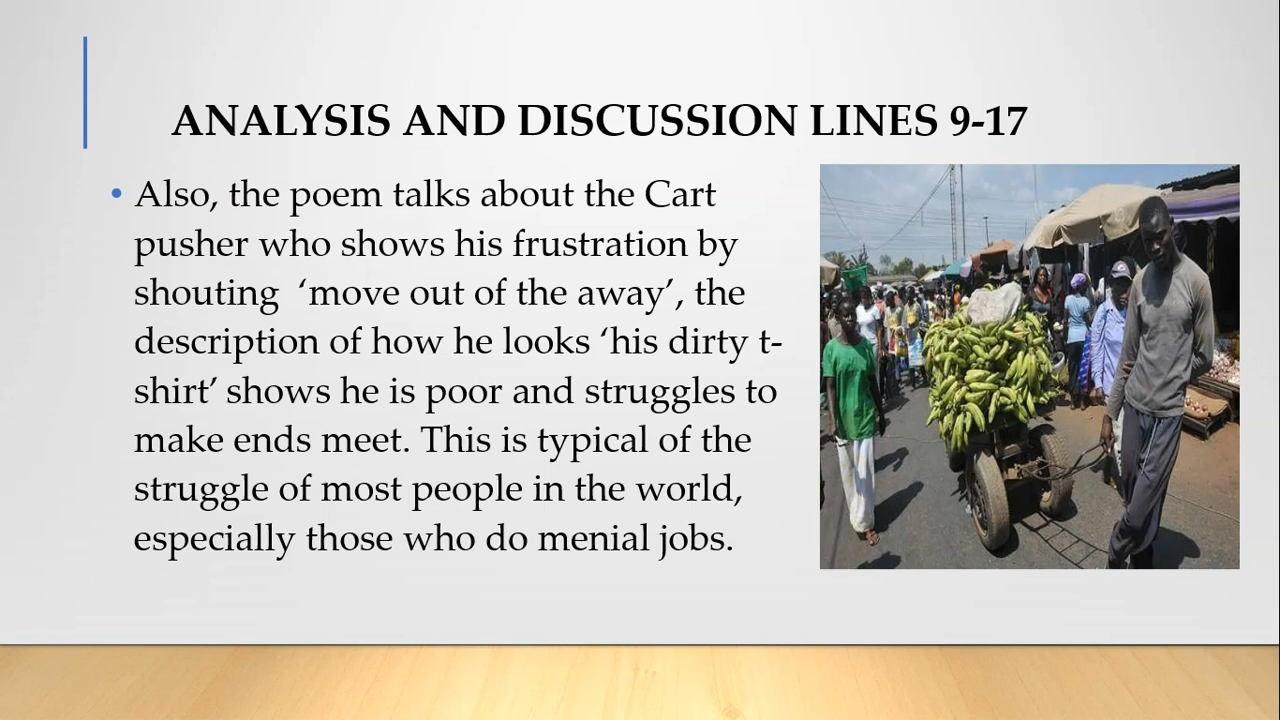 ANALYSIS AND DISCUSSION LINES 9-17
• Also, the poem talks about the Cart
pusher who shows his frustration by
shouting  ‘move out of the away’, the
description of how he looks ‘his dirty t-
shirt’ shows he is poor and struggles to
make ends meet. This is typical of the
struggle of most people in the world,
especially those who do menial jobs.